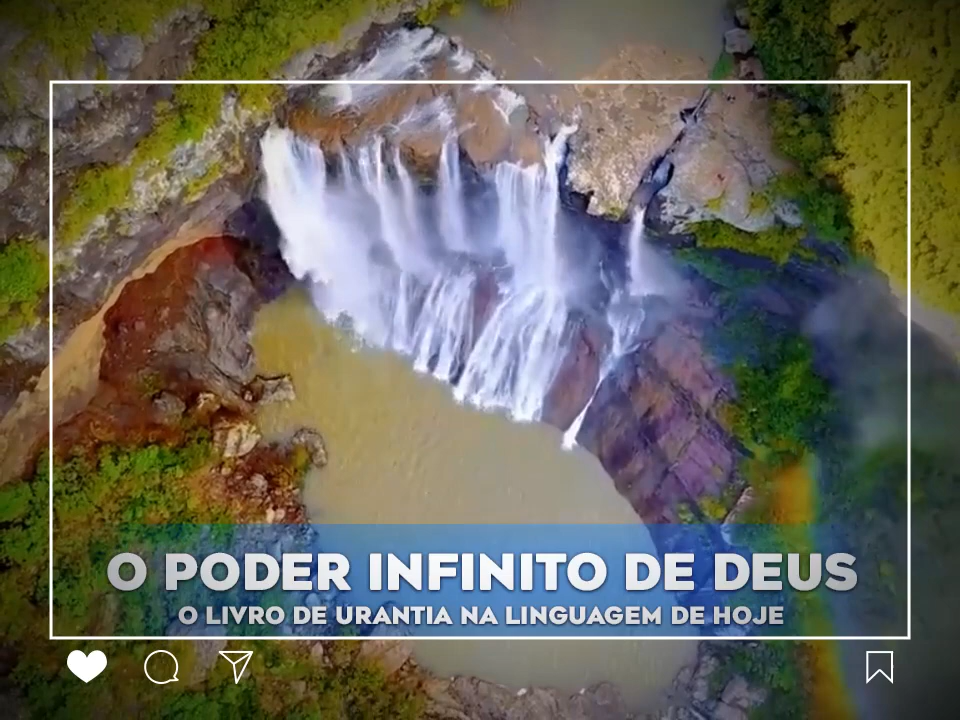 O PODER INFINITO DE DEUS
O LIVRO DE URANTIA NA LINGUAGEM DE HOJE